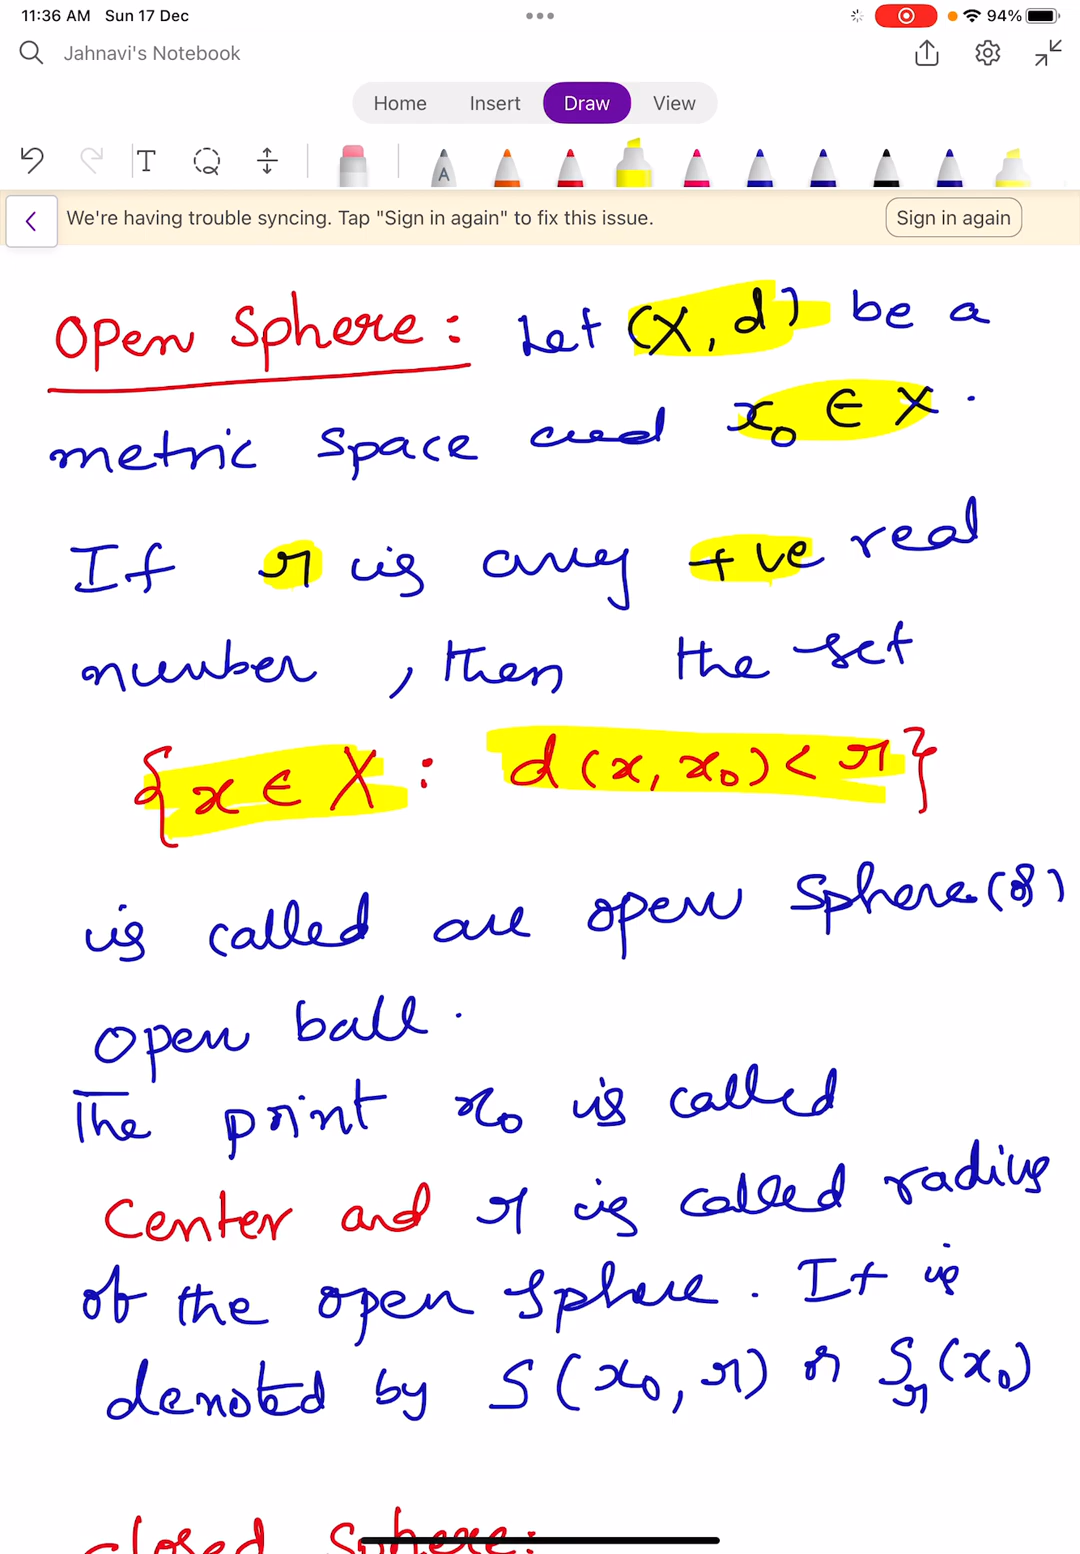 11:36 AM Sun 17 Dec
94%
Jahnavi's Notebook
Home Insert Draw View
T A
We're having trouble syncing. Tap "Sign in again" to fix this issue. Sign in again
Open Sphere: Let (X, d) be a
metric space and x₀ ∈ X.
If r is any +ve real
number, then the set
{x ∈ X : d(x, x₀) < r}
is called an open Sphere (or)
open ball.
The point x₀ is called
Center and r is called radius
of the open sphere. It is
denoted by S(x₀, r) or Sᵣ(x₀)
closed Sphere: